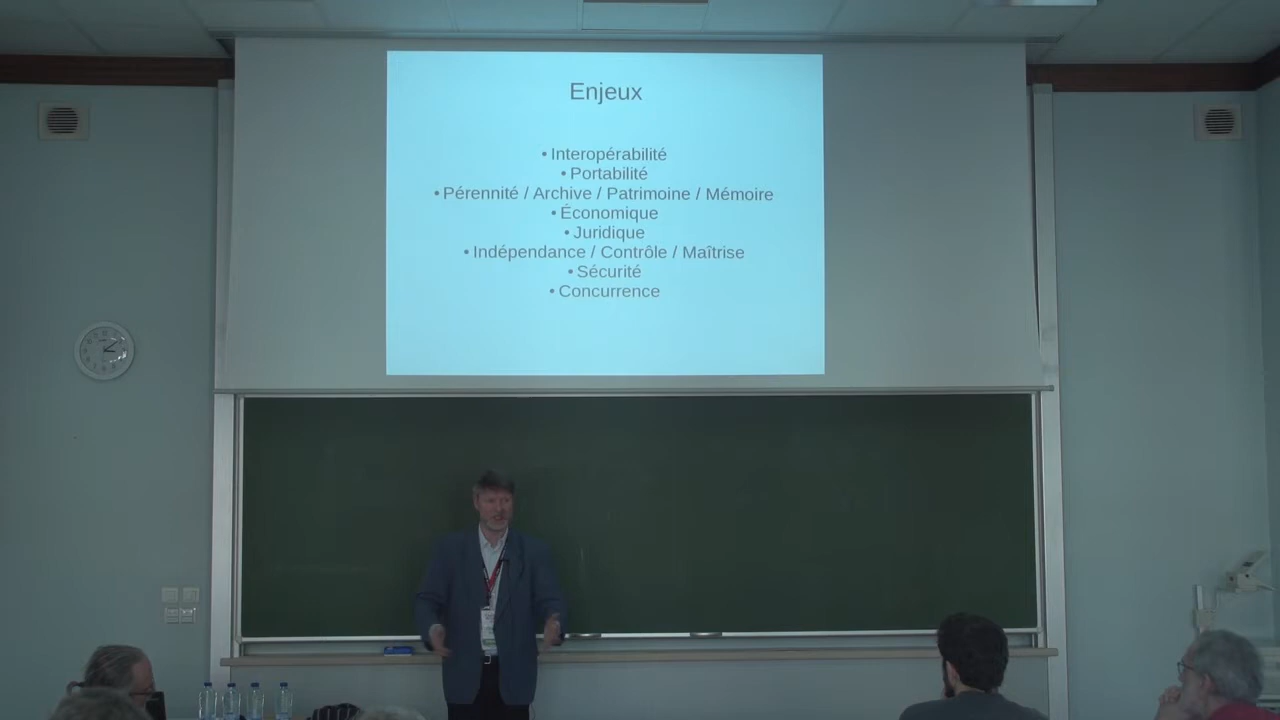 Enjeux
• Interopérabilité
• Portabilité
• Pérennité / Archive / Patrimoine / Mémoire
• Économique
• Juridique
• Indépendance / Contrôle / Maîtrise
• Sécurité
• Concurrence